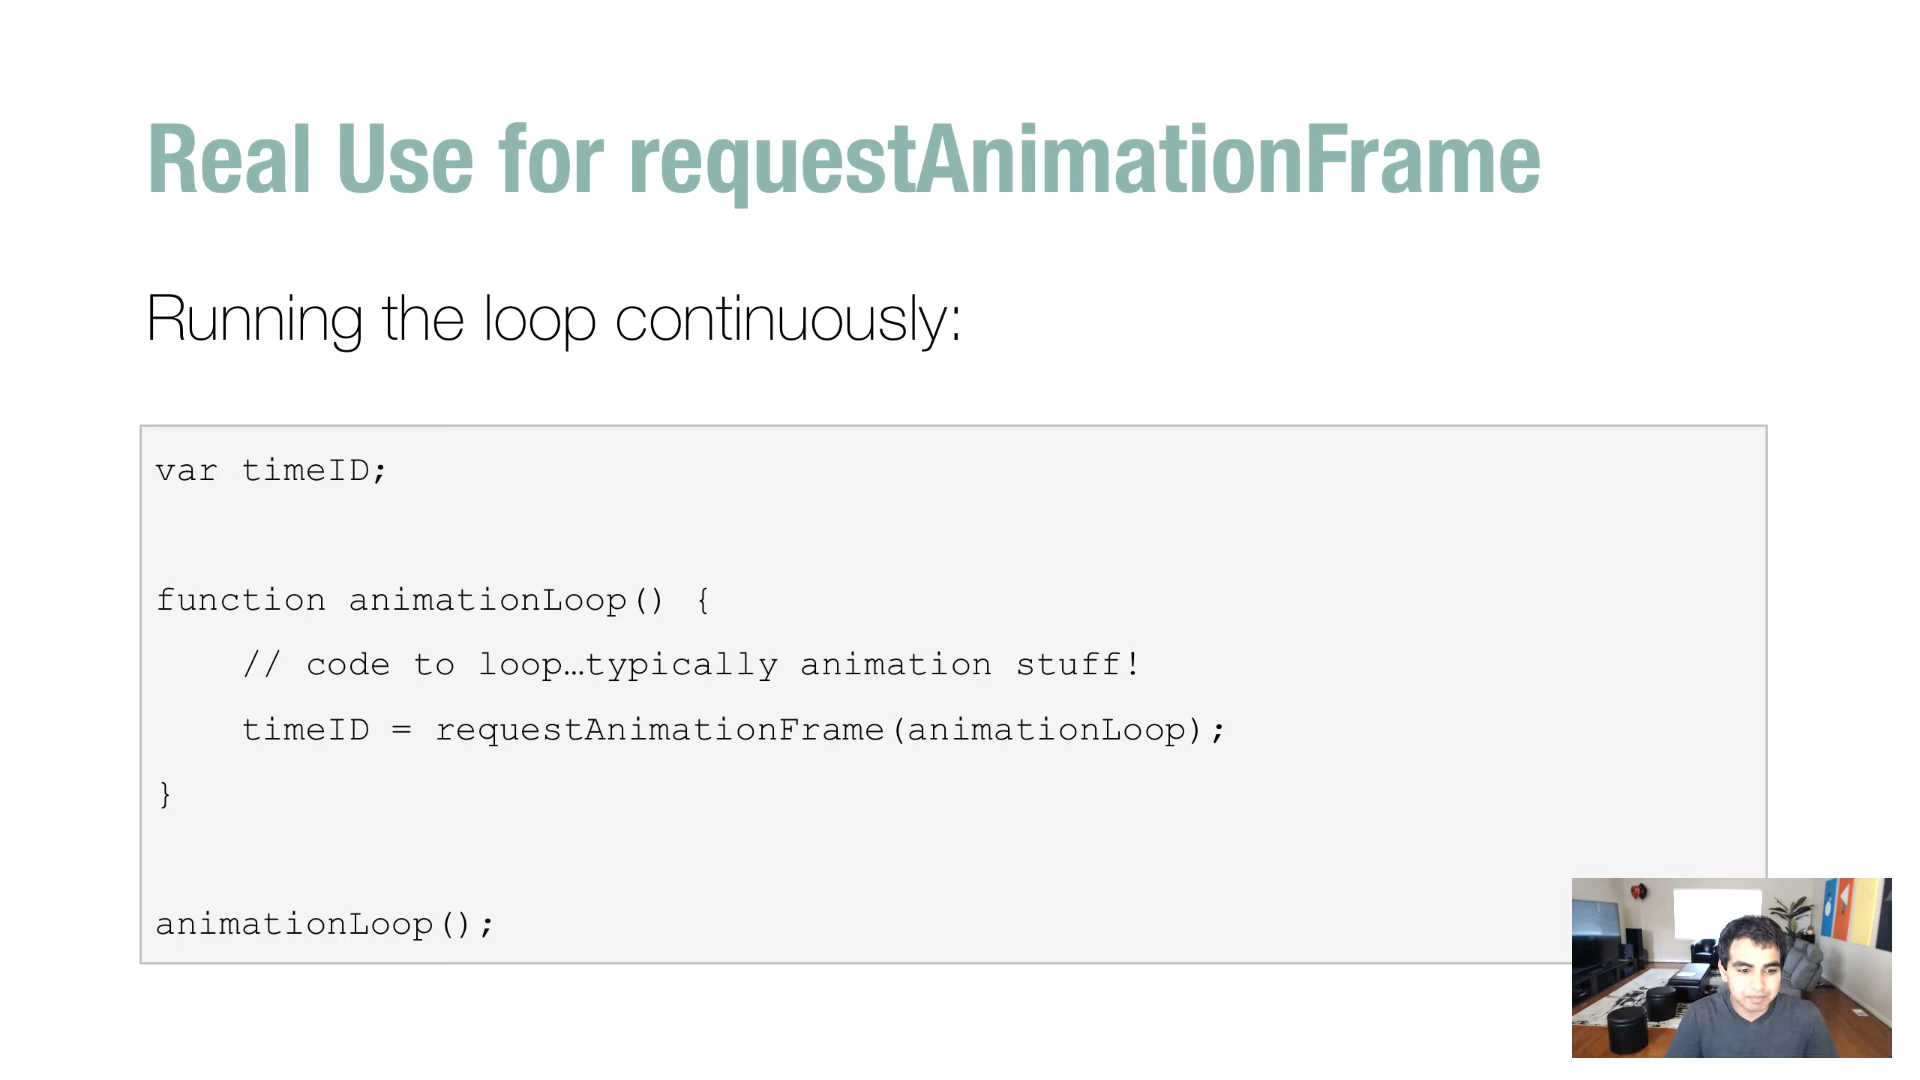 Real Use for requestAnimationFrame
Running the loop continuously:
var timeID;
function animationLoop() {
// code to loop…typically animation stuff!
timeID = requestAnimationFrame(animationLoop);
}
animationLoop();